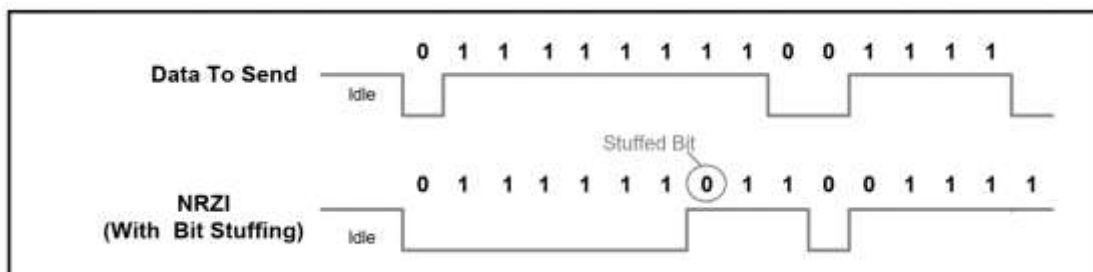 0 1 1 1 1 1 1 1 1 0 0 1 1 1 1
Data To Send
Idle
Stuffed Bit
0 1 1 1 1 1 1 0 1 1 0 0 1 1 1 1
NRZI
(With Bit Stuffing)
Idle